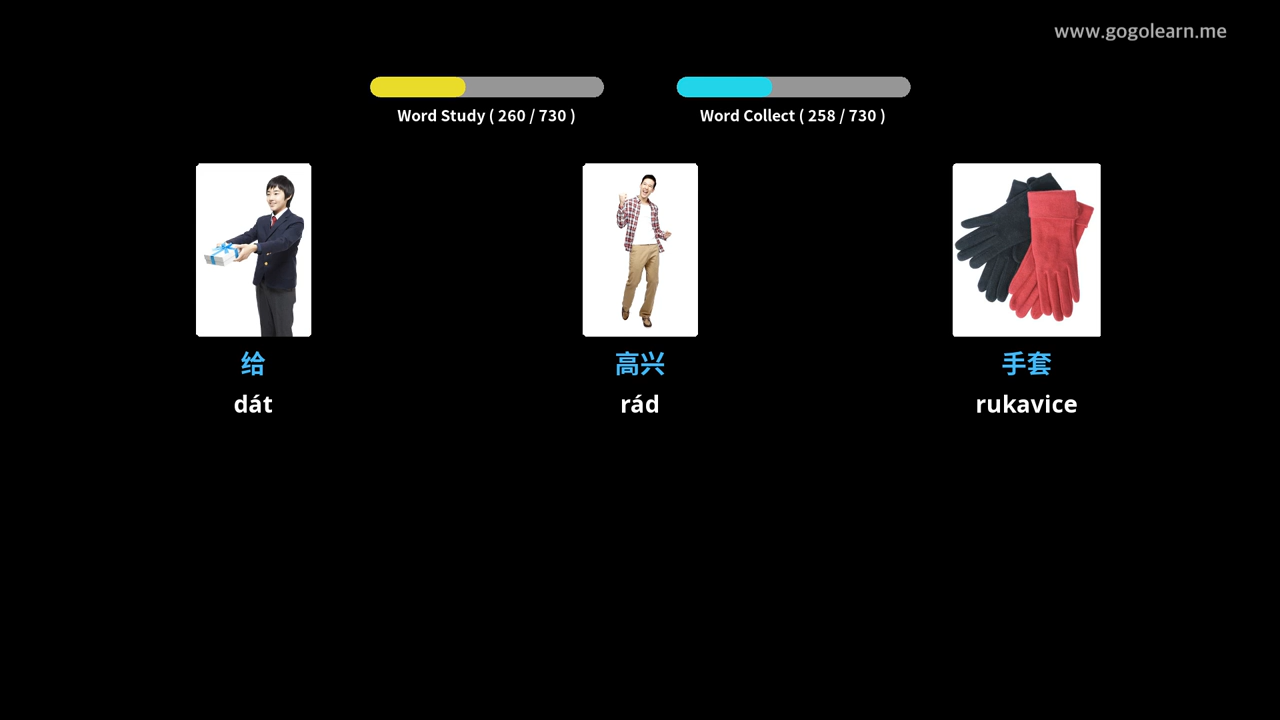 www.gogolearn.me
Word Study ( 260 / 730 )
Word Collect ( 258 / 730 )
给
高兴
手套
dát
rád
rukavice